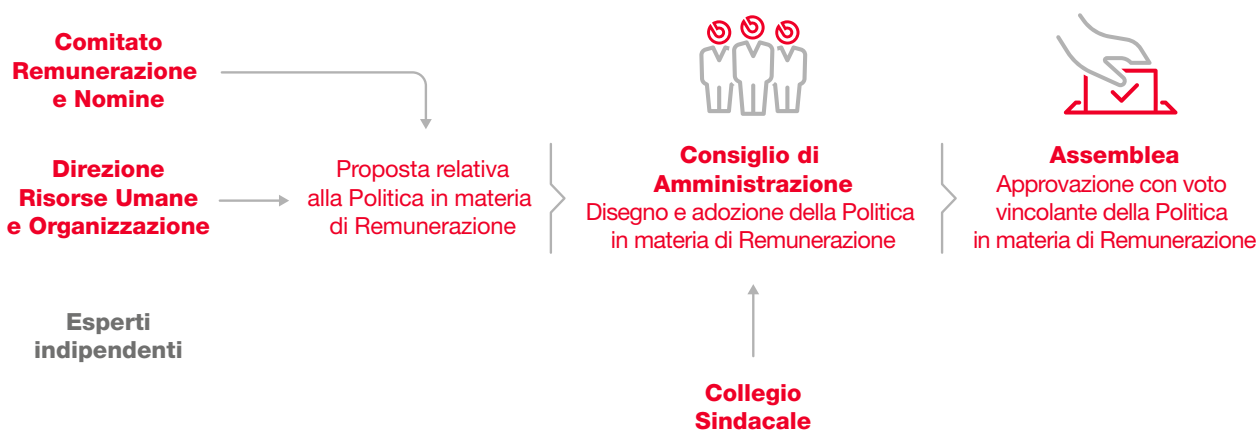 Comitato
Remunerazione
e Nomine
Direzione
Risorse Umane
e Organizzazione
Esperti
indipendenti
Proposta relativa
alla Politica in materia
di Remunerazione
Consiglio di
Amministrazione
Disegno e adozione della Politica
in materia di Remunerazione
Collegio
Sindacale
Assemblea
Approvazione con voto
vincolante della Politica
in materia di Remunerazione